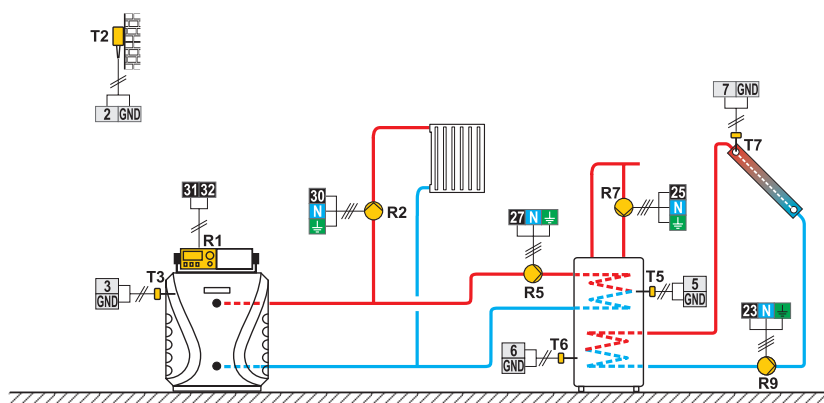 T2
2 GND
7 GND
T7
31 32
30
N
R2
R7
25
N
27 N
R1
T3
3
GND
R5
T5
5
GND
23 N
T6
6
GND
R9